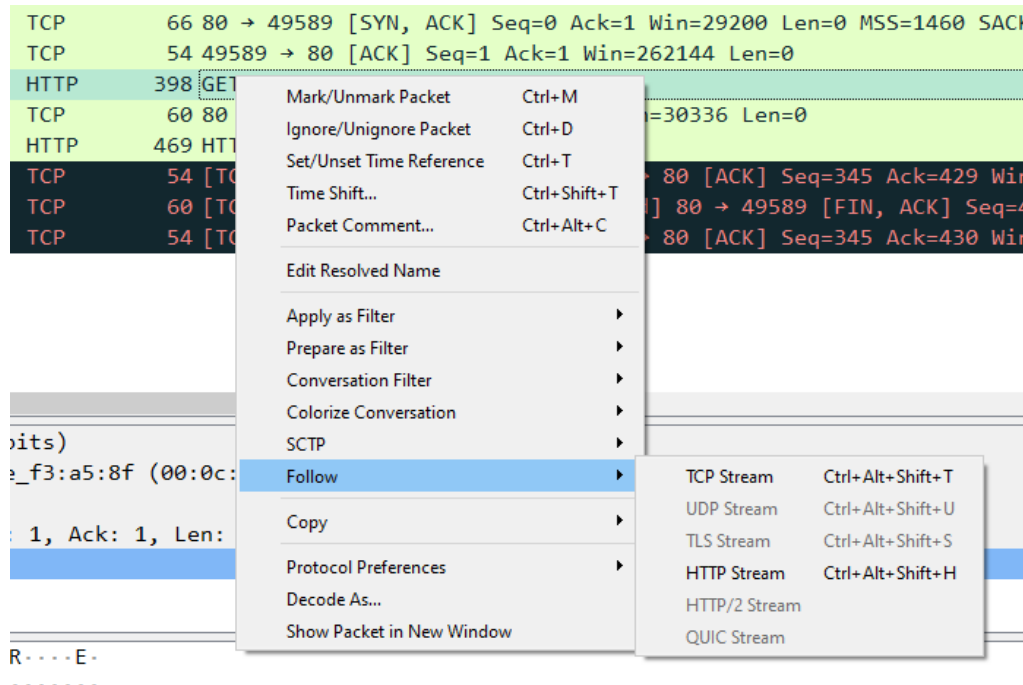 TCP 66 80 → 49589 [SYN, ACK] Seq=0 Ack=1 Win=29200 Len=0 MSS=1460 SACK
TCP 54 49589 → 80 [ACK] Seq=1 Ack=1 Win=262144 Len=0
HTTP 398 GET
TCP 60 80 =30336 Len=0
HTTP 469 HTT
TCP 54 [TC 80 [ACK] Seq=345 Ack=429 Win
TCP 60 [TC ] 80 → 49589 [FIN, ACK] Seq=4
TCP 54 [TC 80 [ACK] Seq=345 Ack=430 Win
Mark/Unmark Packet Ctrl+M
Ignore/Unignore Packet Ctrl+D
Set/Unset Time Reference Ctrl+T
Time Shift... Ctrl+Shift+T
Packet Comment... Ctrl+Alt+C
Edit Resolved Name
Apply as Filter
Prepare as Filter
Conversation Filter
Colorize Conversation
SCTP
Follow
Copy
Protocol Preferences
Decode As...
Show Packet in New Window
TCP Stream Ctrl+Alt+Shift+T
UDP Stream Ctrl+Alt+Shift+U
TLS Stream Ctrl+Alt+Shift+S
HTTP Stream Ctrl+Alt+Shift+H
HTTP/2 Stream
QUIC Stream
bits)
e_f3:a5:8f (00:0c:
: 1, Ack: 1, Len:
R····E·